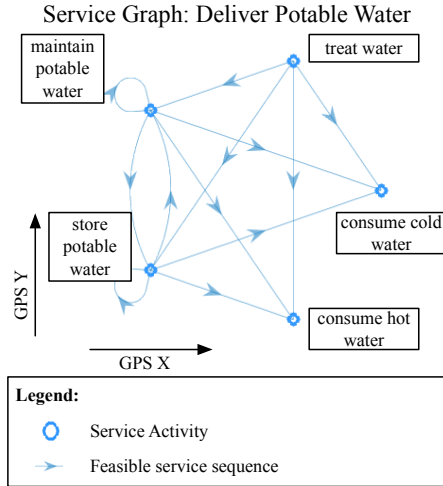 Service Graph: Deliver Potable Water
maintain
potable
water
treat water
store
potable
water
consume cold
water
consume hot
water
GPS Y
GPS X
Legend:
Service Activity
Feasible service sequence